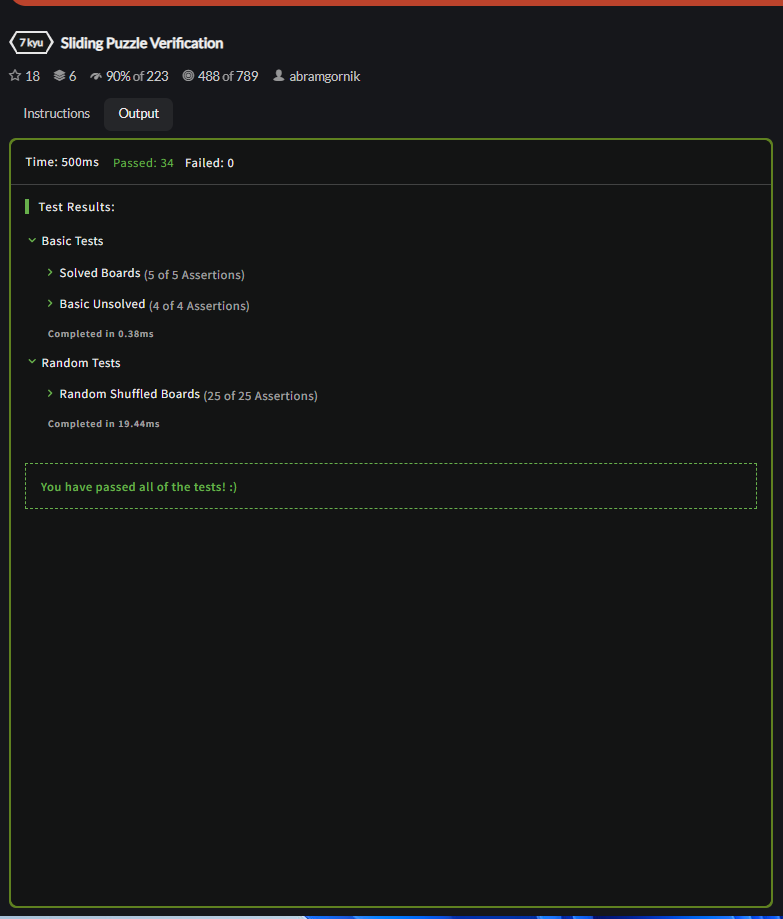 7 kyu Sliding Puzzle Verification
18 6 90% of 223 488 of 789 abramgornik
Instructions Output
Time: 500ms Passed: 34 Failed: 0
Test Results:
Basic Tests
Solved Boards (5 of 5 Assertions)
Basic Unsolved (4 of 4 Assertions)
Completed in 0.38ms
Random Tests
Random Shuffled Boards (25 of 25 Assertions)
Completed in 19.44ms
You have passed all of the tests! :)